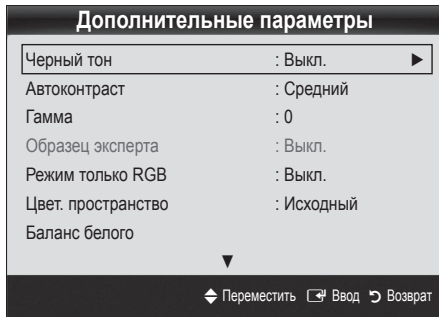 Дополнительные параметры
Черный тон : Выкл. ▶
Автоконтраст : Средний
Гамма : 0
Образец эксперта : Выкл.
Режим только RGB : Выкл.
Цвет. пространство : Исходный
Баланс белого
▼
Переместить Ввод Возврат